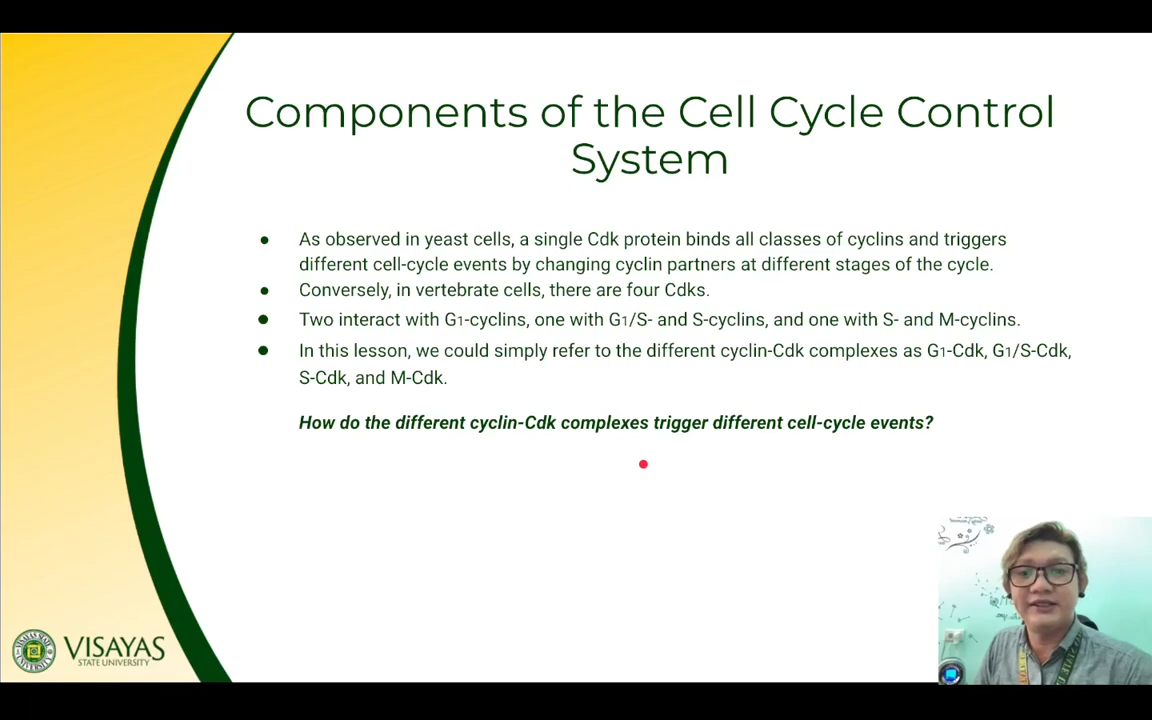 Components of the Cell Cycle Control
System
● As observed in yeast cells, a single Cdk protein binds all classes of cyclins and triggers
different cell-cycle events by changing cyclin partners at different stages of the cycle.
● Conversely, in vertebrate cells, there are four Cdks.
● Two interact with G1-cyclins, one with G1/S- and S-cyclins, and one with S- and M-cyclins.
● In this lesson, we could simply refer to the different cyclin-Cdk complexes as G1-Cdk, G1/S-Cdk,
S-Cdk, and M-Cdk.
How do the different cyclin-Cdk complexes trigger different cell-cycle events?
VISAYAS
STATE UNIVERSITY